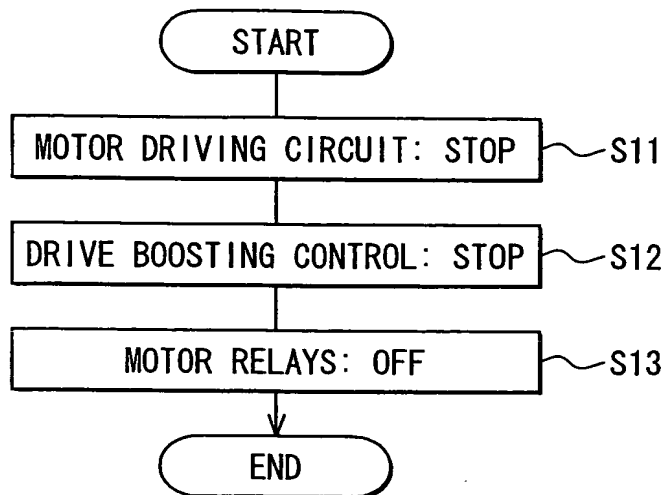 START
MOTOR DRIVING CIRCUIT: STOP
S11
DRIVE BOOSTING CONTROL: STOP
S12
MOTOR RELAYS: OFF
S13
END